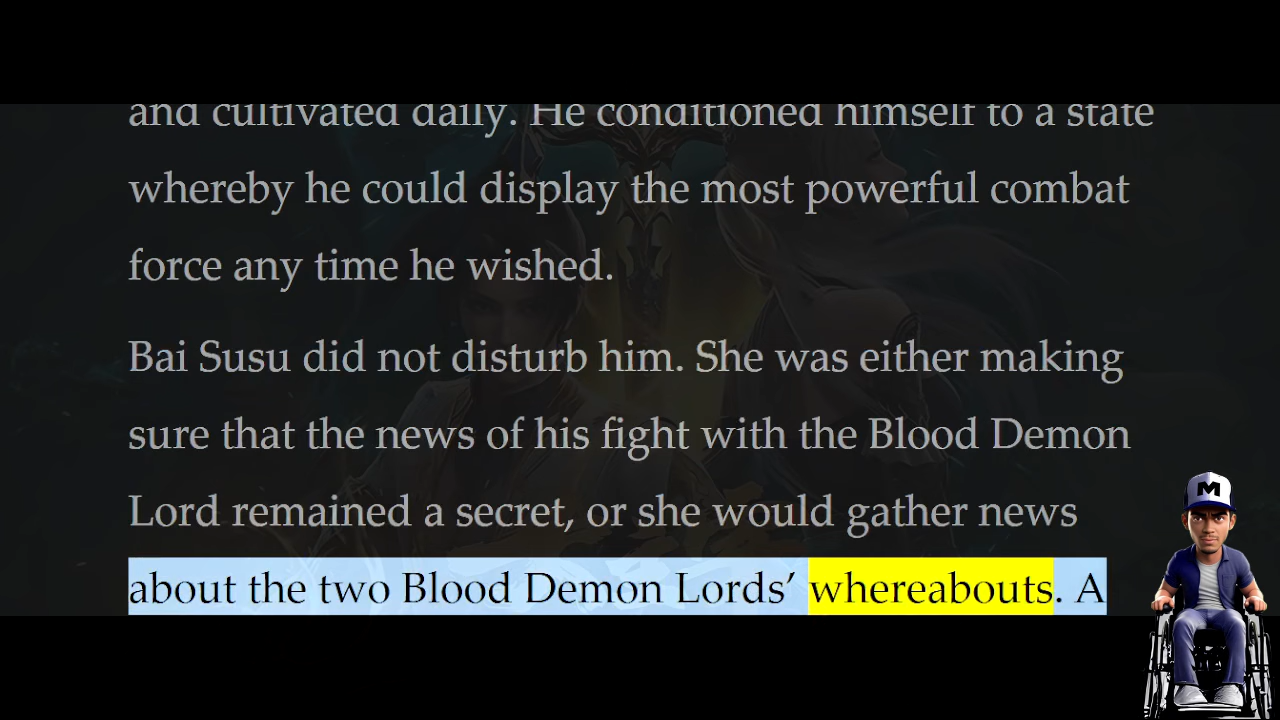 and cultivated daily. He conditioned himself to a state
whereby he could display the most powerful combat
force any time he wished.
Bai Susu did not disturb him. She was either making
sure that the news of his fight with the Blood Demon
Lord remained a secret, or she would gather news
about the two Blood Demon Lords’ whereabouts. A
M